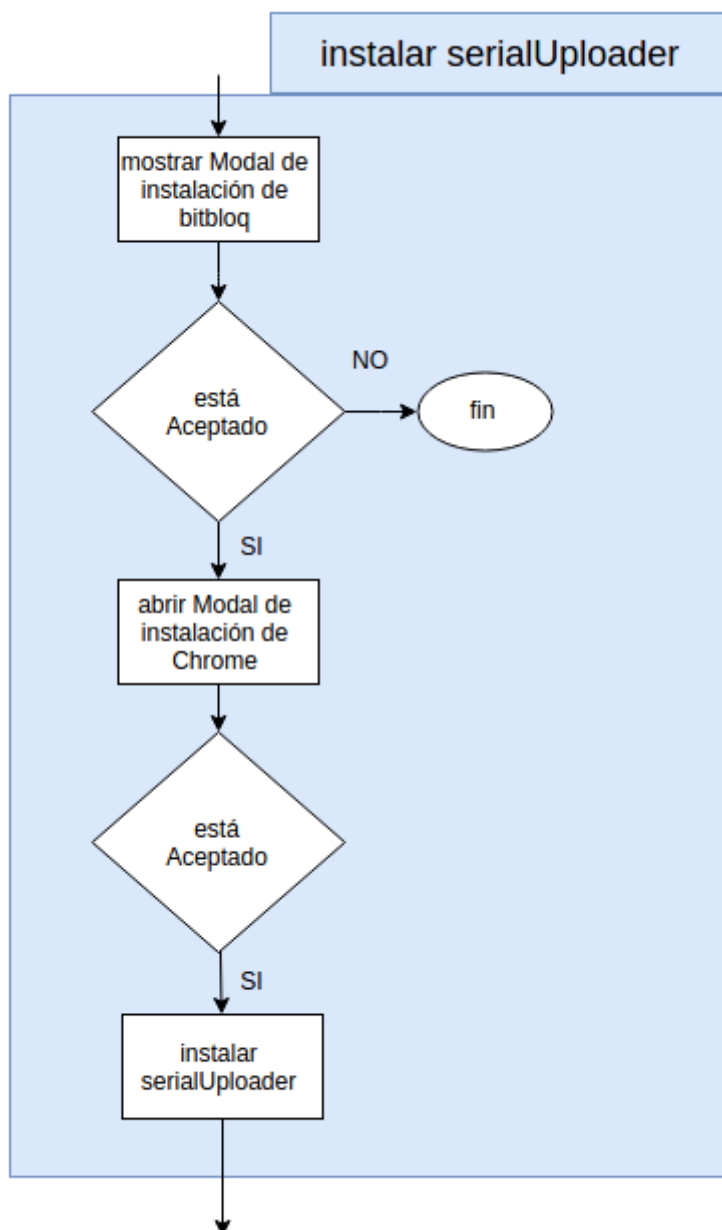 instalar serialUploader
mostrar Modal de
instalación de
bitbloq
está
Aceptado
NO
fin
SI
abrir Modal de
instalación de
Chrome
está
Aceptado
SI
instalar
serialUploader